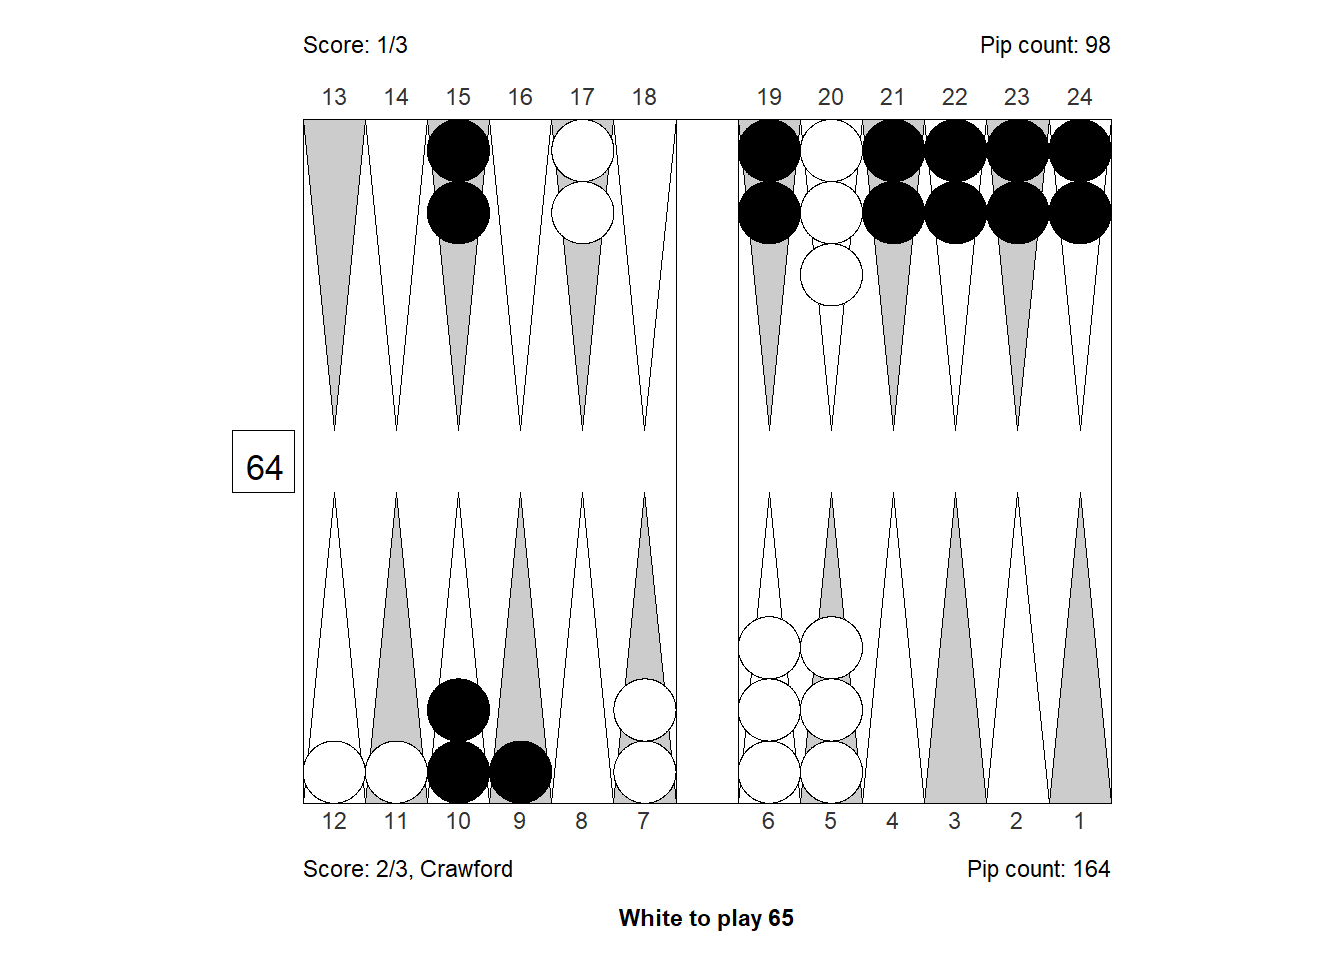 Score: 1/3 Pip count: 98
13 14 15 16 17 18 19 20 21 22 23 24
64
12 11 10 9 8 7 6 5 4 3 2 1
Score: 2/3, Crawford Pip count: 164
White to play 65